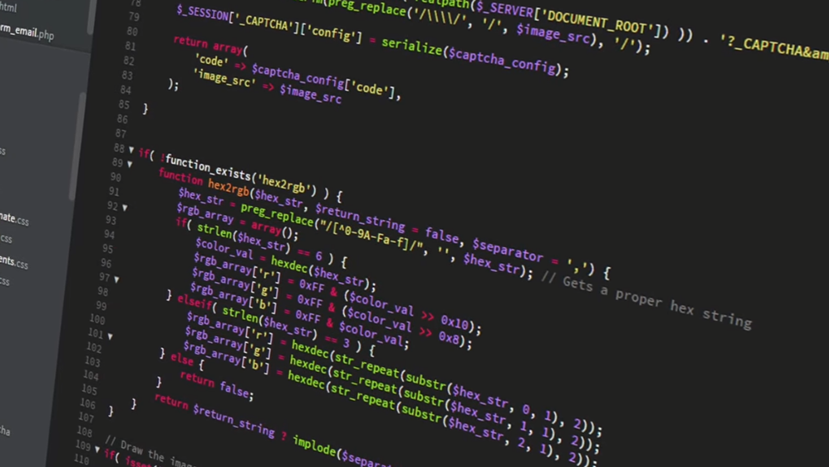 html
rm_email.php
ss
nate.css
css
ents.css
css
cha
78
79
80
81
82
83
84
85
86
87
88
89
90
91
92
93
94
95
96
97
98
99
100
101
102
103
104
105
106
107
108
109
110
preg_replace('/\\\\/', '/', $_SERVER['DOCUMENT_ROOT']) )) . '?_CAPTCHA&am
$image_src), '/');
$_SESSION['_CAPTCHA']['config'] = serialize($captcha_config);
return array(
'code' => $captcha_config['code'],
'image_src' => $image_src
);
}
if( !function_exists('hex2rgb') ) {
function hex2rgb($hex_str, $return_string = false, $separator = ',') {
$hex_str = preg_replace("/[^0-9A-Fa-f]/", '', $hex_str); // Gets a proper hex string
$rgb_array = array();
if( strlen($hex_str) == 6 ) {
$color_val = hexdec($hex_str);
$rgb_array['r'] = 0xFF & ($color_val >> 0x10);
$rgb_array['g'] = 0xFF & ($color_val >> 0x8);
$rgb_array['b'] = 0xFF & $color_val;
} elseif( strlen($hex_str) == 3 ) {
$rgb_array['r'] = hexdec(str_repeat(substr($hex_str, 0, 1), 2));
$rgb_array['g'] = hexdec(str_repeat(substr($hex_str, 1, 1), 2));
$rgb_array['b'] = hexdec(str_repeat(substr($hex_str, 2, 1), 2));
} else {
return false;
}
return $return_string ? implode($separa
}
}
// Draw the ima
if( isset(